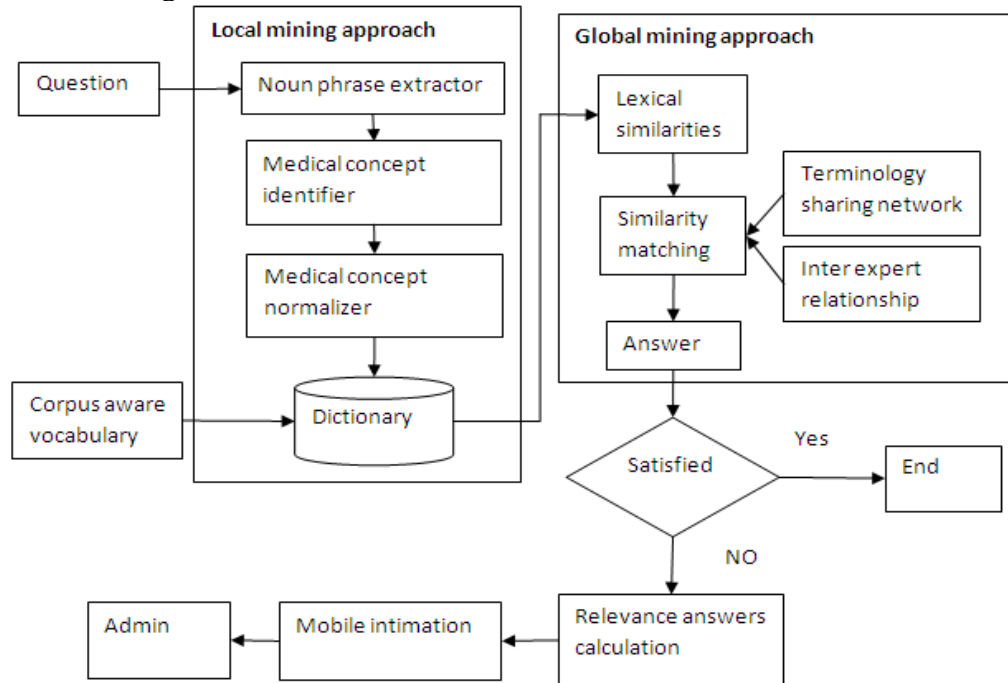 Local mining approach
Question
Noun phrase extractor
Medical concept
identifier
Medical concept
normalizer
Corpus aware
vocabulary
Dictionary
Global mining approach
Lexical
similarities
Similarity
matching
Terminology
sharing network
Inter expert
relationship
Answer
Satisfied
Yes
End
NO
Relevance answers
calculation
Mobile intimation
Admin